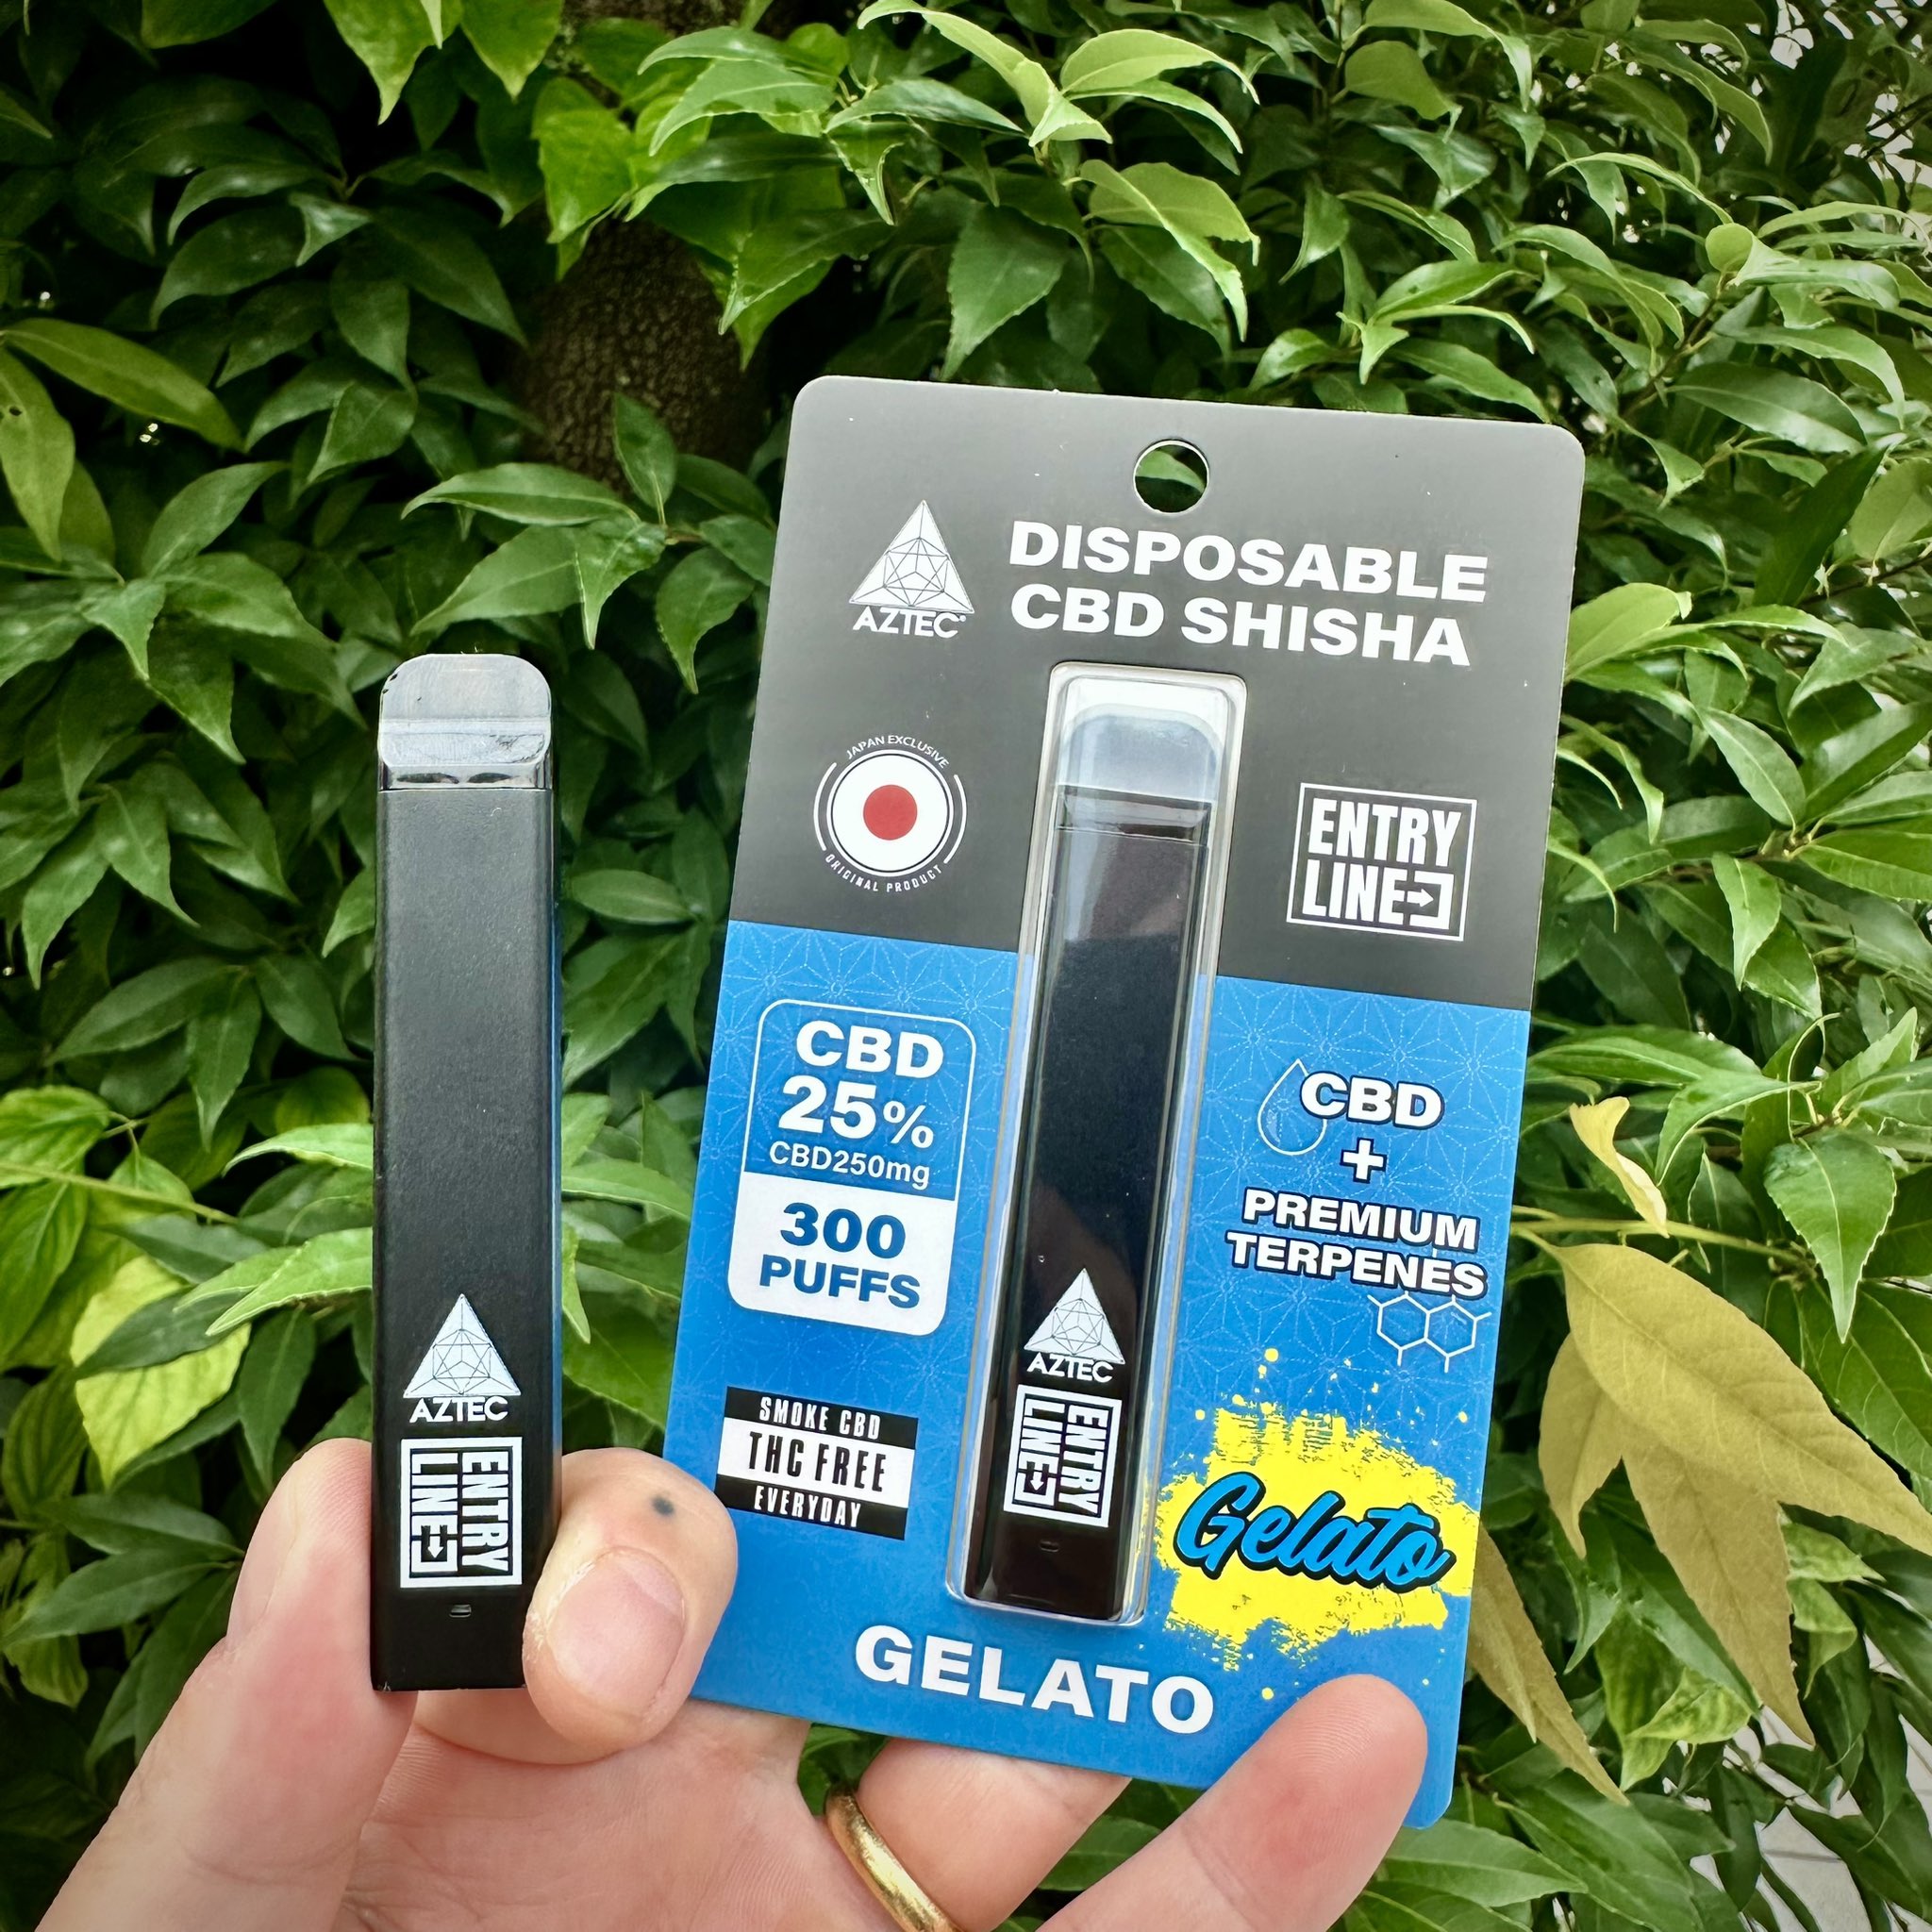 DISPOSABLE
CBD SHISHA
AZTEC
JAPAN EXCLUSIVE
ORIGINAL PRODUCT
ENTRY
LINE
CBD
25%
CBD250mg
300
PUFFS
CBD
+
PREMIUM
TERPENES
SMOKE CBD
THC FREE
EVERYDAY
Gelato
GELATO
AZTEC
ENTRY
LINE
AZTEC
ENTRY
LINE